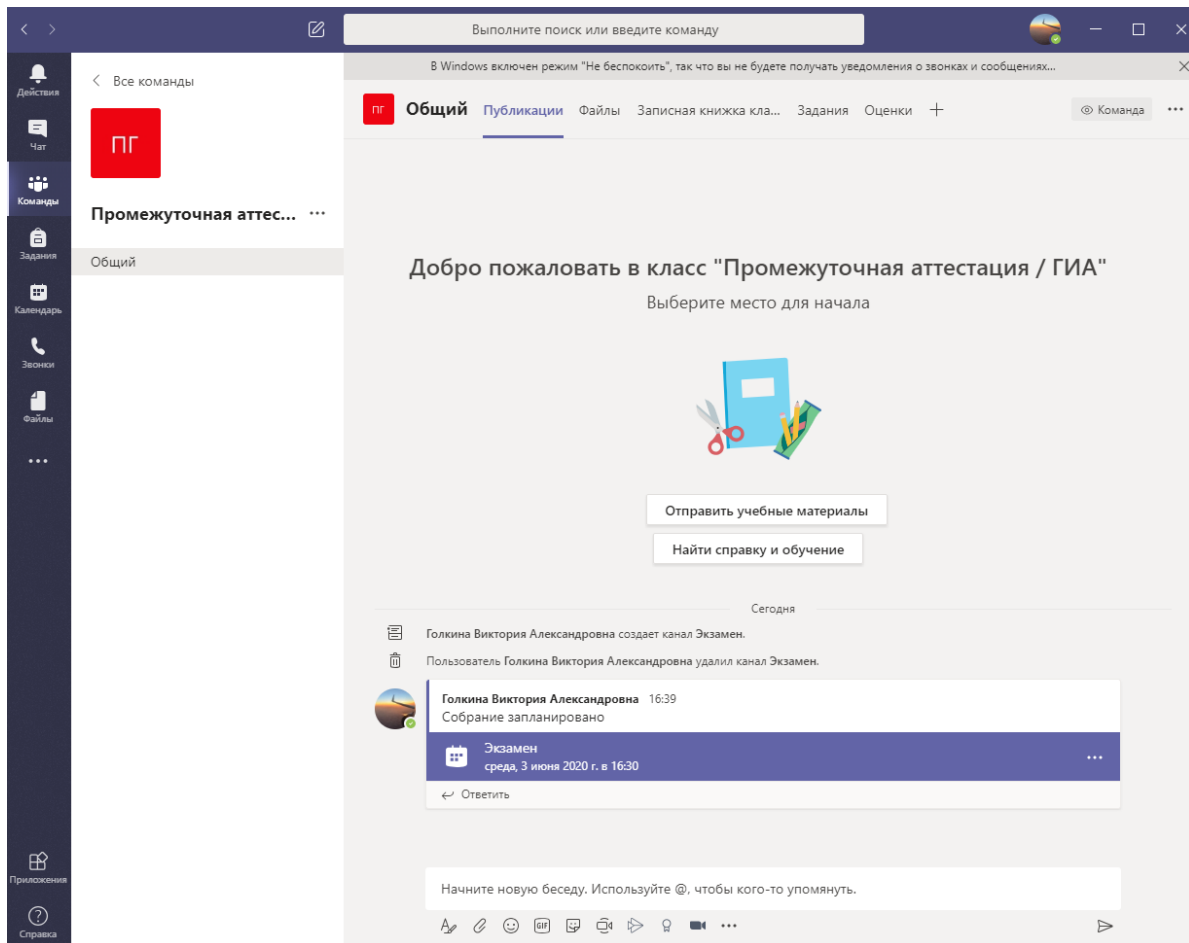 Выполните поиск или введите команду
В Windows включен режим "Не беспокоить", так что вы не будете получать уведомления о звонках и сообщениях...
Действия
Чат
Команды
Задания
Календарь
Звонки
Файлы
Приложения
Справка
Все команды
ПГ
Промежуточная аттес... ...
Общий
ПГ Общий Публикации Файлы Записная книжка кла... Задания Оценки + Команда ...
Добро пожаловать в класс "Промежуточная аттестация / ГИА"
Выберите место для начала
Отправить учебные материалы
Найти справку и обучение
Сегодня
Голкина Виктория Александровна создает канал Экзамен.
Пользователь Голкина Виктория Александровна удалил канал Экзамен.
Голкина Виктория Александровна 16:39
Собрание запланировано
Экзамен
среда, 3 июня 2020 г. в 16:30
Ответить
Начните новую беседу. Используйте @, чтобы кого-то упомянуть.
GIF